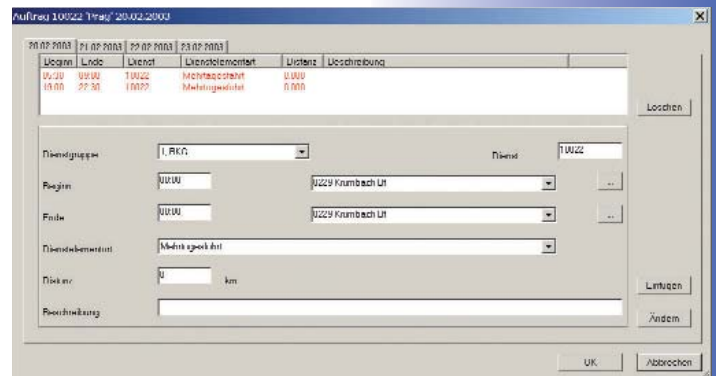 Auftrag 10022 'Prag' 20.02.2003
20.02.2003 21.02.2003 22.02.2003 23.02.2003
Beginn Ende Dienst Dienstelementart Distanz Beschreibung
05:30 09:00 10022 Mehrtagesfahrt 0.000
19:00 22:30 10022 Mehrtagesfahrt 0.000
Löschen
Dienstgruppe 1, BKG Dienst 10022
Beginn 00:00 0229 Krumbach ...
Ende 00:00 0229 Krumbach ...
Dienstelementart Mehrtagesfahrt
Distanz 0 km
Einfügen
Beschreibung
Ändern
OK Abbrechen